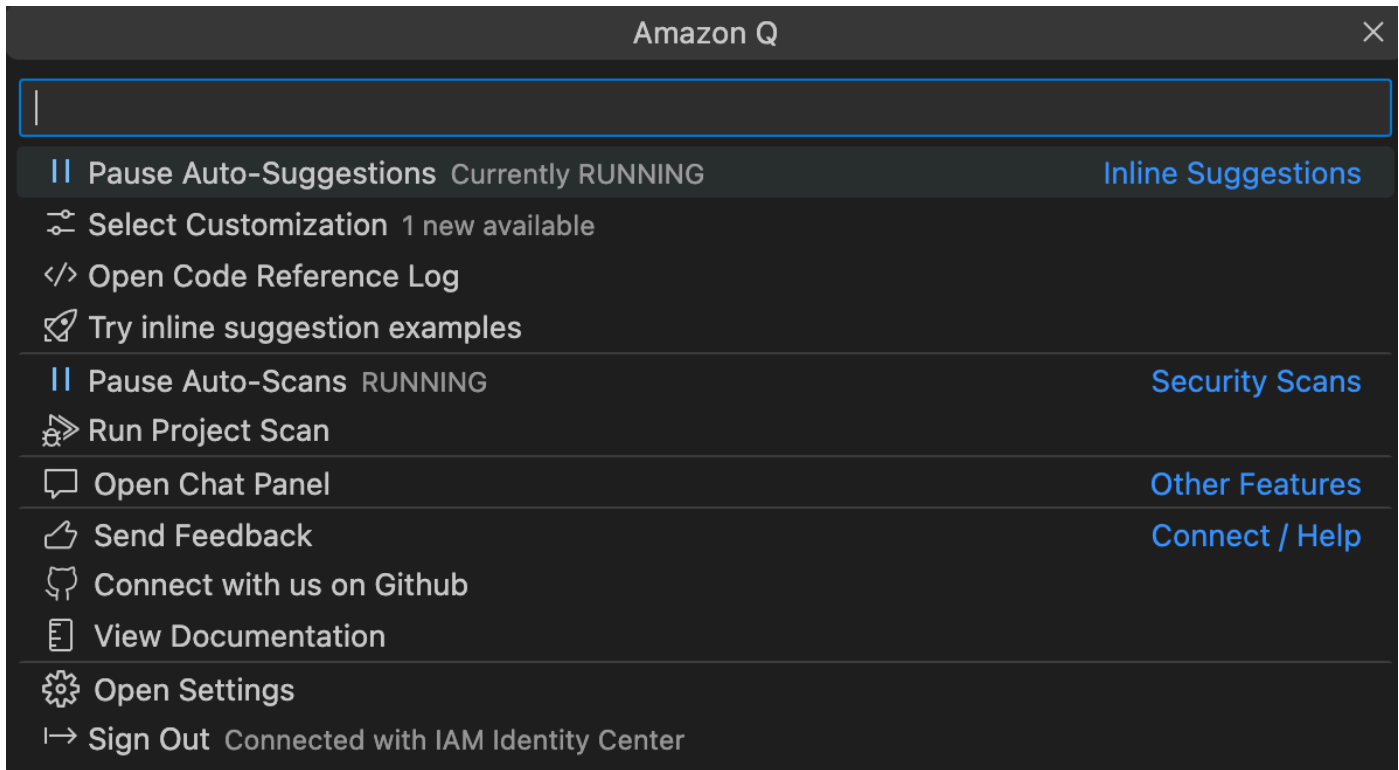 Amazon Q
Pause Auto-Suggestions Currently RUNNING Inline Suggestions
Select Customization 1 new available
Open Code Reference Log
Try inline suggestion examples
Pause Auto-Scans RUNNING Security Scans
Run Project Scan
Open Chat Panel Other Features
Send Feedback Connect / Help
Connect with us on Github
View Documentation
Open Settings
Sign Out Connected with IAM Identity Center